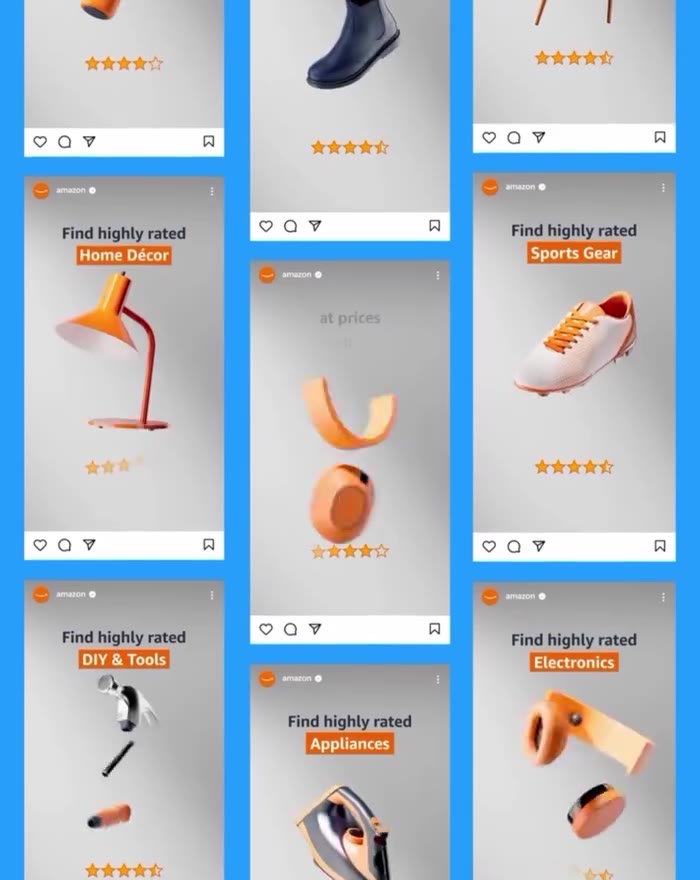 amazon
Find highly rated
Home Décor
amazon
Find highly rated
DIY & Tools
amazon
at prices
amazon
Find highly rated
Appliances
amazon
Find highly rated
Sports Gear
amazon
Find highly rated
Electronics